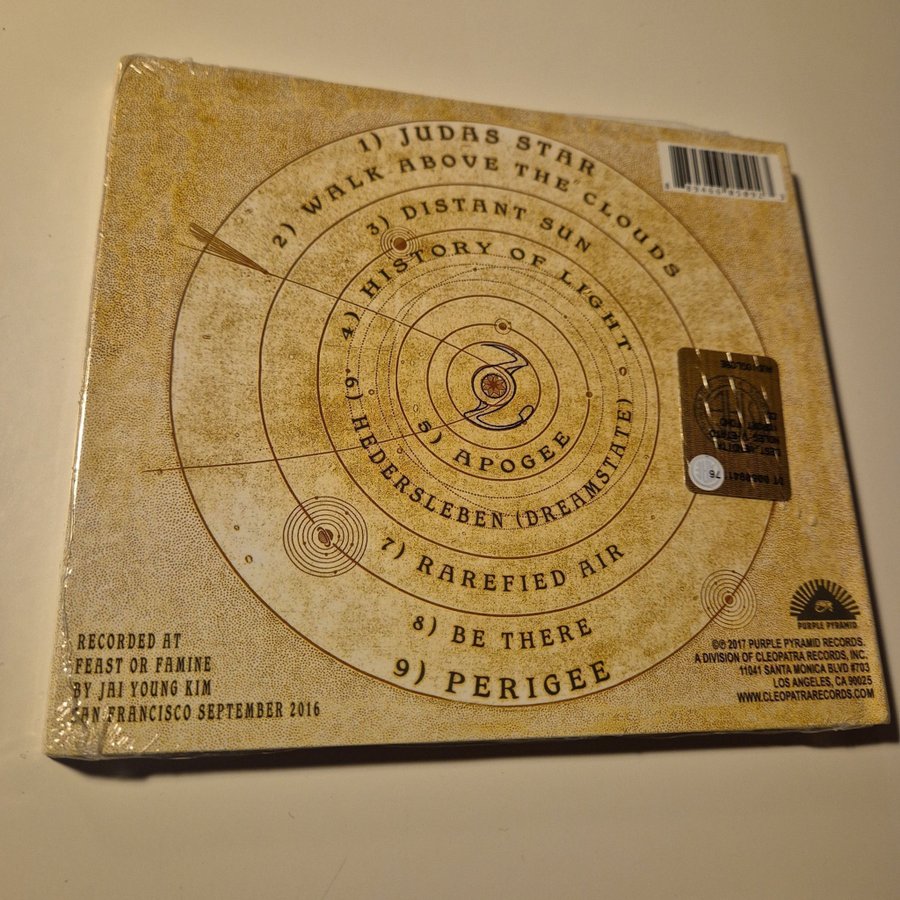 1) JUDAS STAR
2) WALK ABOVE THE CLOUDS
3) DISTANT SUN
4) HISTORY OF LIGHT
5) APOGEE
6) HEDERSLEBEN (DREAMSTATE)
7) RAREFIED AIR
8) BE THERE
9) PERIGEE
RECORDED AT
FEAST OR FAMINE
BY JAI YOUNG KIM
SAN FRANCISCO SEPTEMBER 2016
PURPLE PYRAMID
©℗ 2017 PURPLE PYRAMID RECORDS.
A DIVISION OF CLEOPATRA RECORDS, INC.
11041 SANTA MONICA BLVD #703
LOS ANGELES, CA 90025
WWW.CLEOPATRARECORDS.COM
76